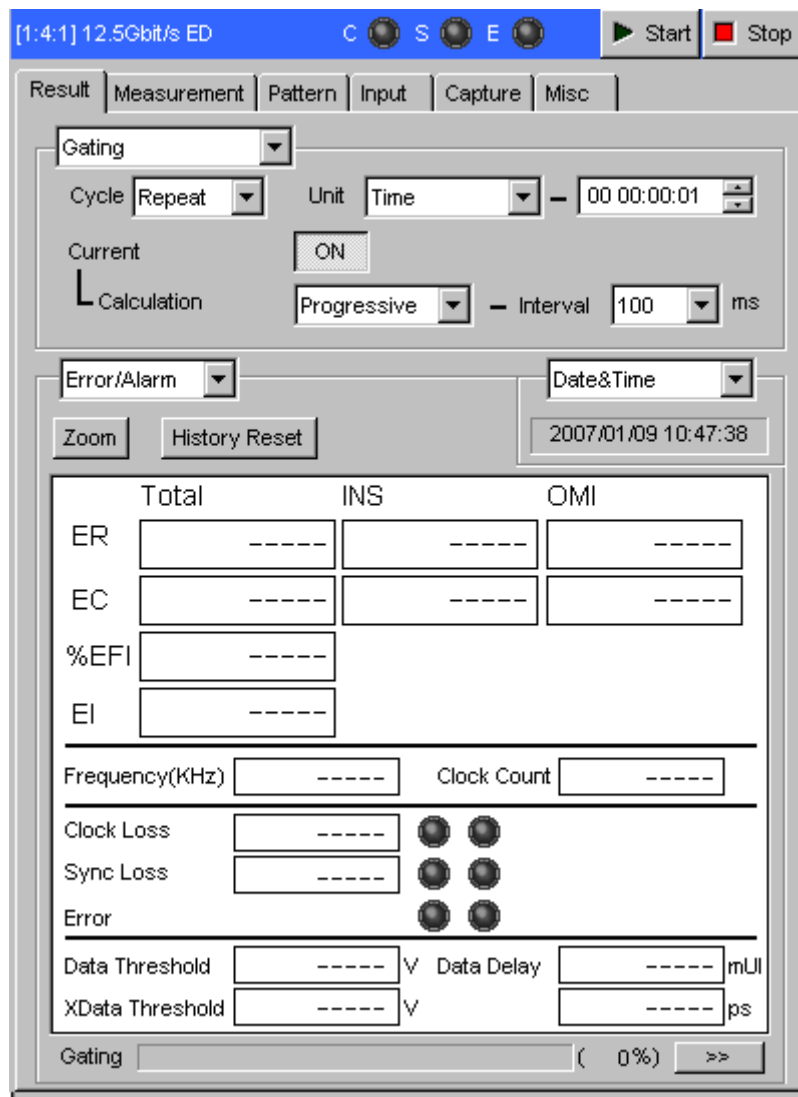 [1:4:1] 12.5Gbit/s ED C S E Start Stop
Result Measurement Pattern Input Capture Misc
Gating
Cycle Repeat Unit Time – 00 00:00:01
Current ON
Calculation Progressive – Interval 100 ms
Error/Alarm Date&Time
Zoom History Reset 2007/01/09 10:47:38
Total INS OMI
ER ----- ----- -----
EC ----- ----- -----
%EFI -----
EI -----
Frequency(KHz) ----- Clock Count -----
Clock Loss -----
Sync Loss -----
Error
Data Threshold ----- V Data Delay ----- mUI
XData Threshold ----- V ----- ps
Gating ( 0%) >>